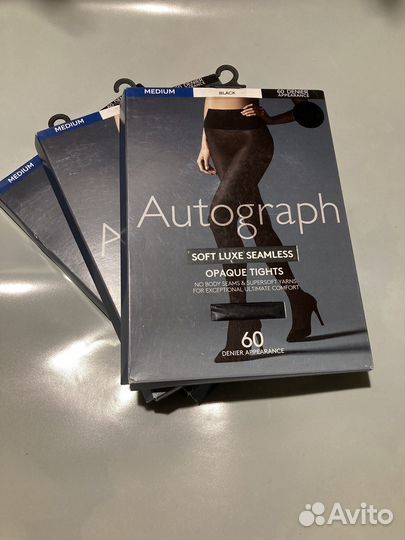 MEDIUM
BLACK
60 DENIER
APPEARANCE
Autograph
SOFT LUXE SEAMLESS
OPAQUE TIGHTS
NO BODY SEAMS & SUPERSOFT YARNS
FOR EXCEPTIONAL ULTIMATE COMFORT
60
DENIER APPEARANCE
MEDIUM
A
MEDIUM
Avito